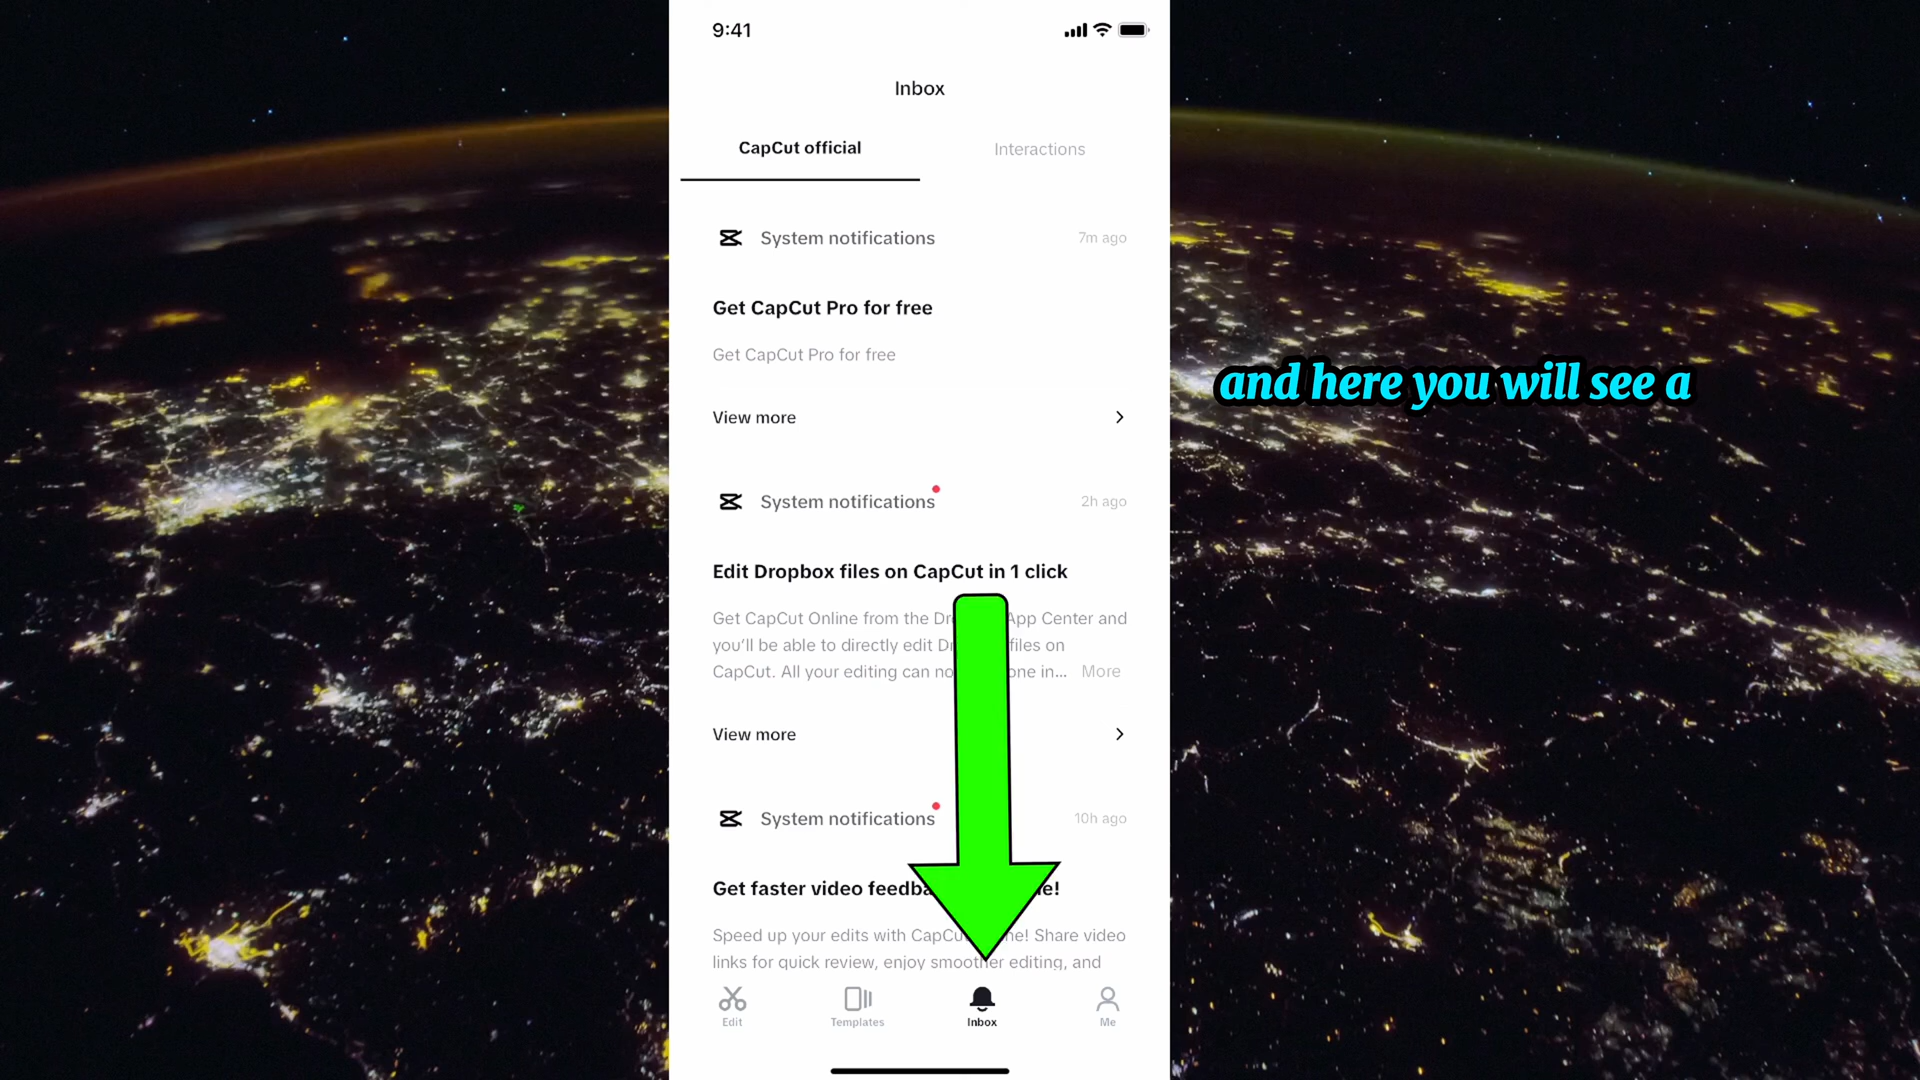 9:41
Inbox
CapCut official
Interactions
System notifications
7m ago
Get CapCut Pro for free
Get CapCut Pro for free
View more
and here you will see a
System notifications
2h ago
Edit Dropbox files on CapCut in 1 click
Get CapCut Online from the Dr App Center and
you'll be able to directly edit D files on
CapCut. All your editing can no one in... More
View more
System notifications
10h ago
Get faster video feedba e!
Speed up your edits with CapCu ne! Share video
links for quick review, enjoy smoother editing, and
Edit
Templates
Inbox
Me